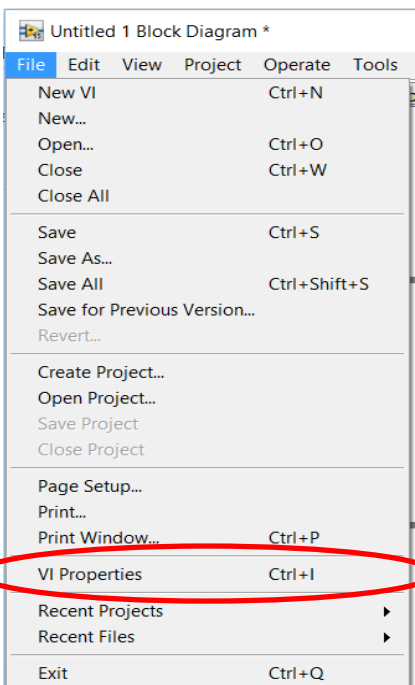 Untitled 1 Block Diagram *
File Edit View Project Operate Tools
New VI Ctrl+N
New...
Open... Ctrl+O
Close Ctrl+W
Close All
Save Ctrl+S
Save As...
Save All Ctrl+Shift+S
Save for Previous Version...
Revert...
Create Project...
Open Project...
Save Project
Close Project
Page Setup...
Print...
Print Window... Ctrl+P
VI Properties Ctrl+I
Recent Projects
Recent Files
Exit Ctrl+Q